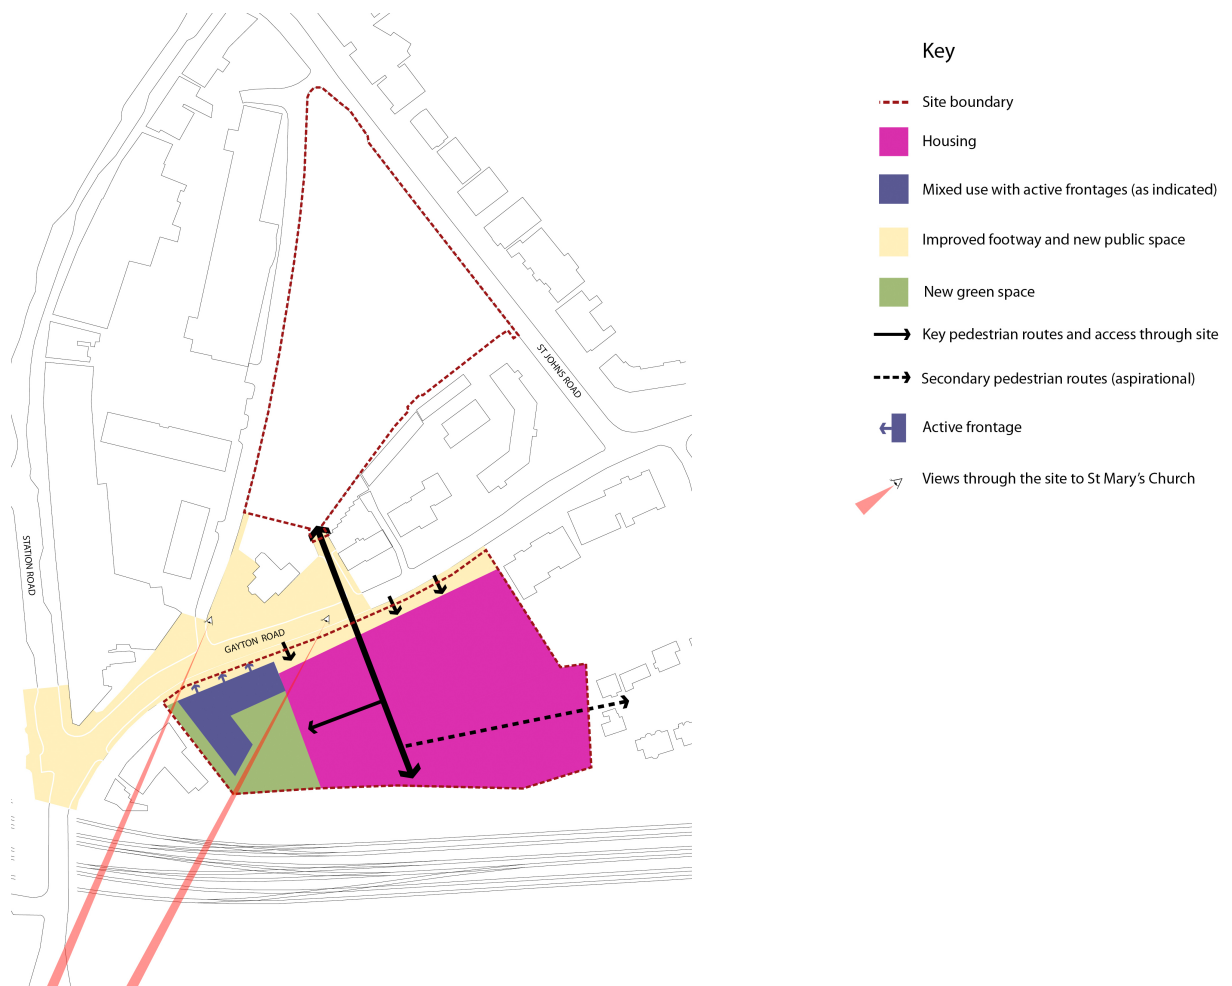 Key
Site boundary
Housing
Mixed use with active frontages (as indicated)
Improved footway and new public space
New green space
Key pedestrian routes and access through site
Secondary pedestrian routes (aspirational)
Active frontage
Views through the site to St Mary's Church
ST JOHNS ROAD
STATION ROAD
GAYTON ROAD